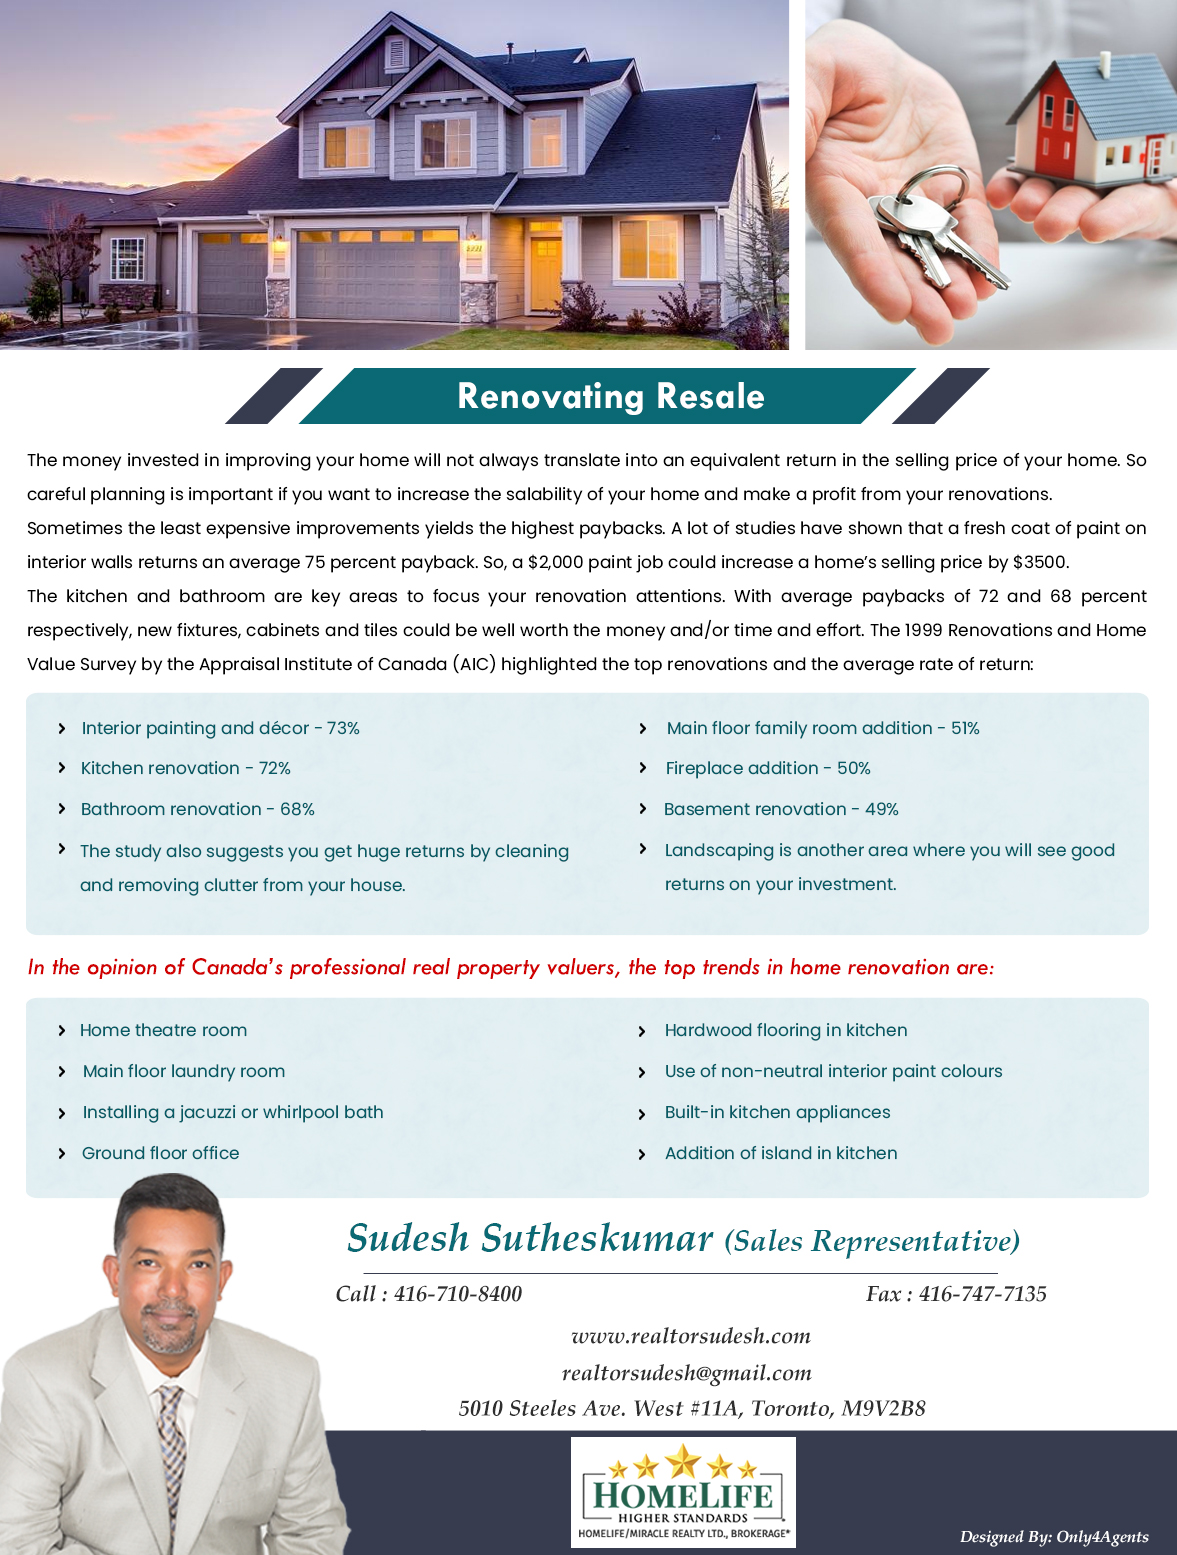 Renovating Resale
The money invested in improving your home will not always translate into an equivalent return in the selling price of your home. So
careful planning is important if you want to increase the salability of your home and make a profit from your renovations.
Sometimes the least expensive improvements yields the highest paybacks. A lot of studies have shown that a fresh coat of paint on
interior walls returns an average 75 percent payback. So, a $2,000 paint job could increase a home’s selling price by $3500.
The kitchen and bathroom are key areas to focus your renovation attentions. With average paybacks of 72 and 68 percent
respectively, new fixtures, cabinets and tiles could be well worth the money and/or time and effort. The 1999 Renovations and Home
Value Survey by the Appraisal Institute of Canada (AIC) highlighted the top renovations and the average rate of return:
Interior painting and décor - 73%
Kitchen renovation - 72%
Bathroom renovation - 68%
The study also suggests you get huge returns by cleaning
and removing clutter from your house.
Main floor family room addition - 51%
Fireplace addition - 50%
Basement renovation - 49%
Landscaping is another area where you will see good
returns on your investment.
In the opinion of Canada’s professional real property valuers, the top trends in home renovation are:
Home theatre room
Main floor laundry room
Installing a jacuzzi or whirlpool bath
Ground floor office
Hardwood flooring in kitchen
Use of non-neutral interior paint colours
Built-in kitchen appliances
Addition of island in kitchen
Sudesh Sutheskumar (Sales Representative)
Call : 416-710-8400
Fax : 416-747-7135
www.realtorsudesh.com
realtorsudesh@gmail.com
5010 Steeles Ave. West #11A, Toronto, M9V2B8
HOMELIFE
HIGHER STANDARDS
HOMELIFE/MIRACLE REALTY LTD., BROKERAGE*
Designed By: Only4Agents